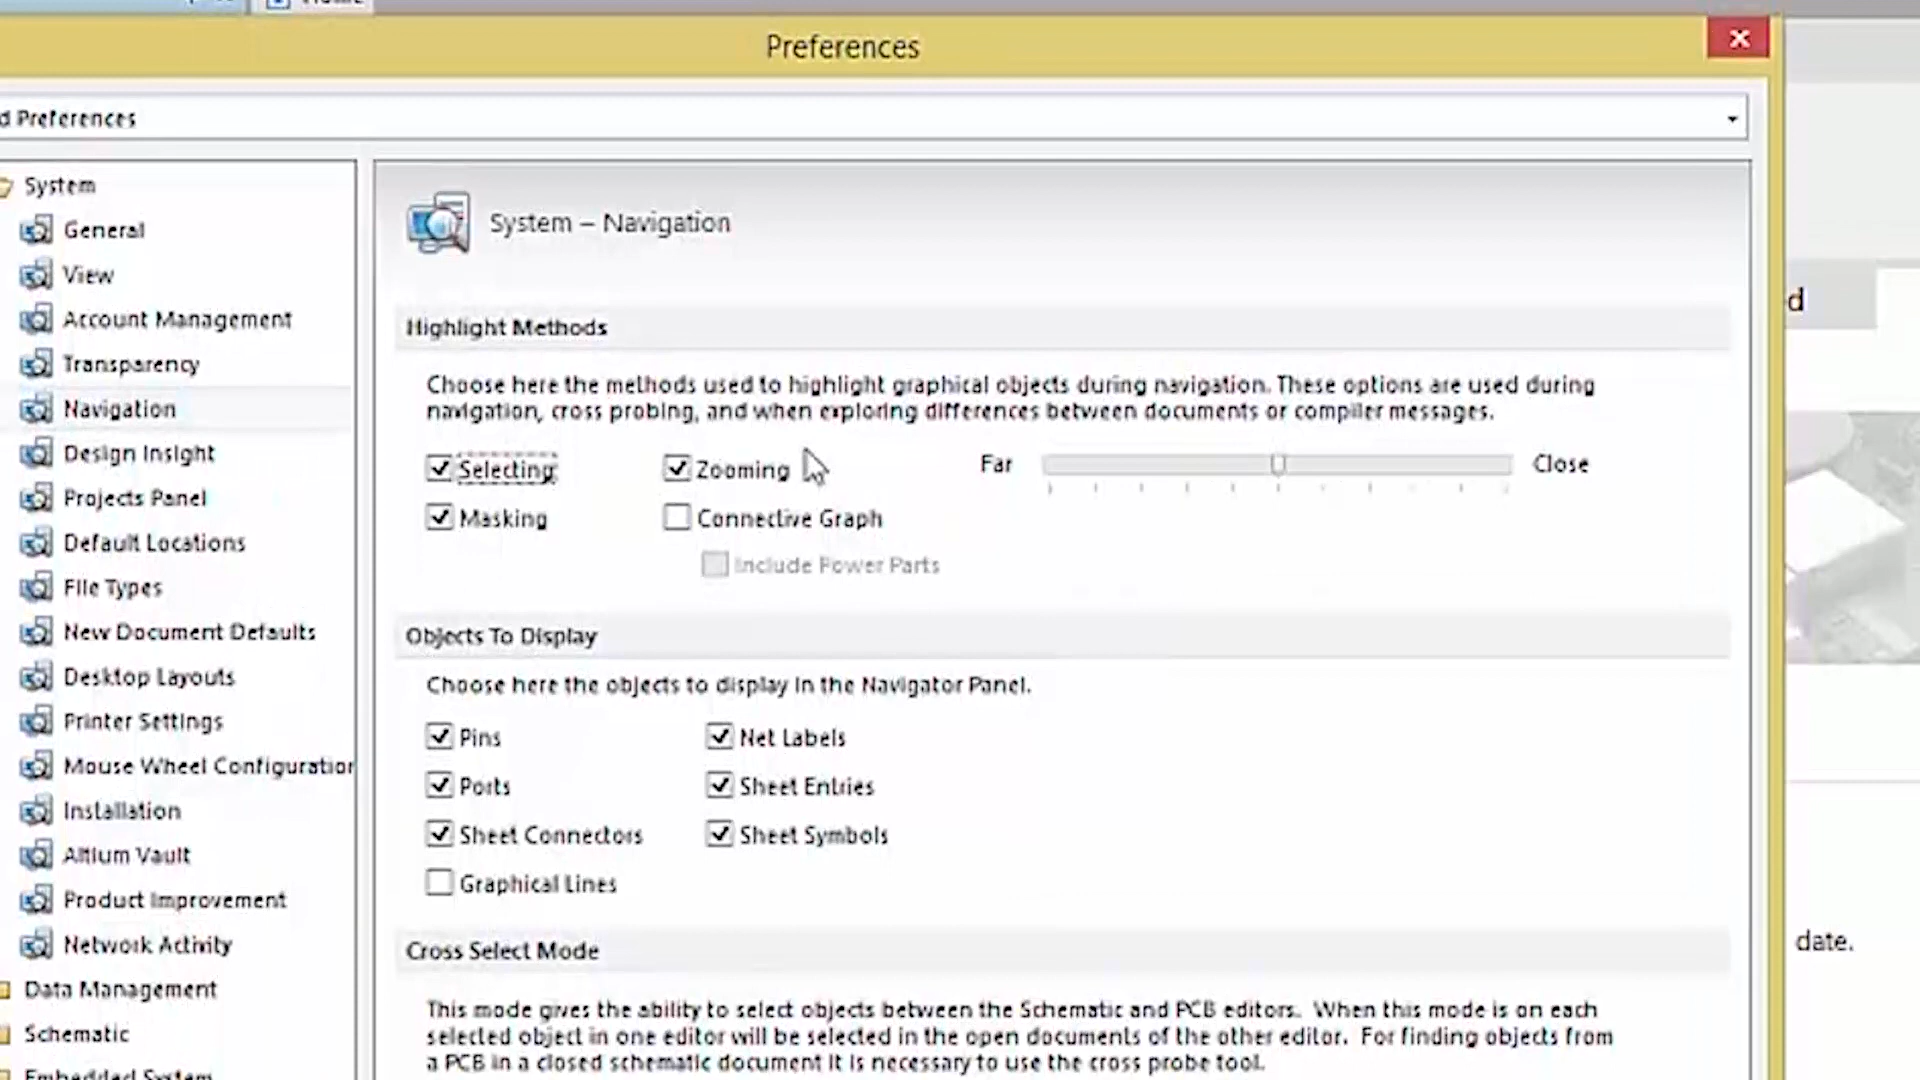 Preferences
d Preferences
System
General
View
Account Management
Transparency
Navigation
Design Insight
Projects Panel
Default Locations
File Types
New Document Defaults
Desktop Layouts
Printer Settings
Mouse Wheel Configuration
Installation
Altium Vault
Product Improvement
Network Activity
Data Management
Schematic
Embedded System
System – Navigation
Highlight Methods
Choose here the methods used to highlight graphical objects during navigation. These options are used during
navigation, cross probing, and when exploring differences between documents or compiler messages.
Selecting
Zooming
Far
Close
Masking
Connective Graph
Include Power Parts
Objects To Display
Choose here the objects to display in the Navigator Panel.
Pins
Net Labels
Ports
Sheet Entries
Sheet Connectors
Sheet Symbols
Graphical Lines
Cross Select Mode
This mode gives the ability to select objects between the Schematic and PCB editors. When this mode is on each
selected object in one editor will be selected in the open documents of the other editor. For finding objects from
a PCB in a closed schematic document it is necessary to use the cross probe tool.
d
date.